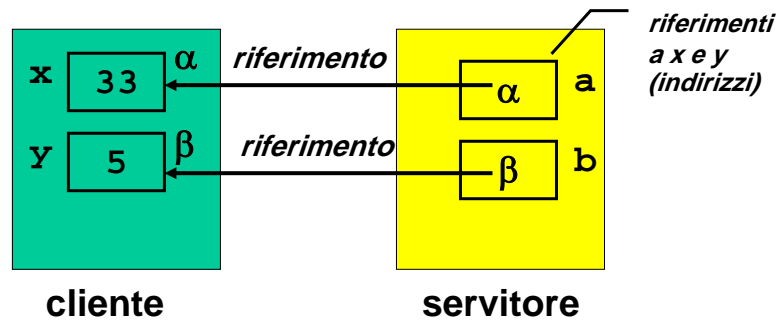 riferimenti
a x e y
(indirizzi)
x 33 α riferimento α a
y 5 β riferimento β b
cliente servitore